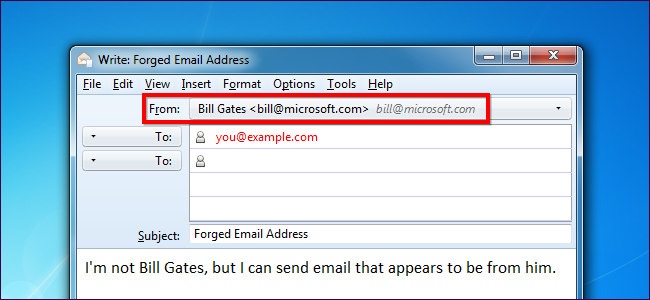 Write: Forged Email Address
File Edit View Insert Format Options Tools Help
From: Bill Gates <bill@microsoft.com> bill@microsoft.com
To: you@example.com
To:
Subject: Forged Email Address
I'm not Bill Gates, but I can send email that appears to be from him.